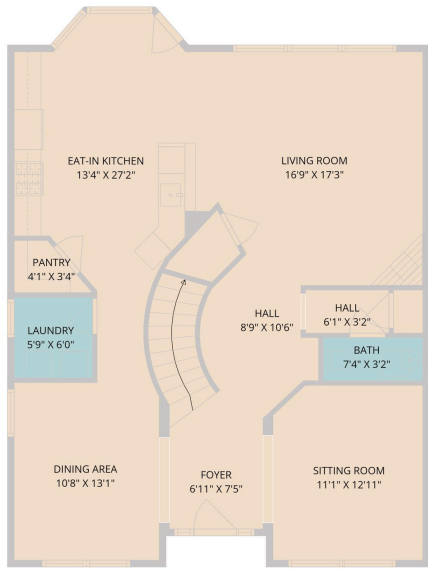 EAT-IN KITCHEN
13'4" X 27'2"
LIVING ROOM
16'9" X 17'3"
PANTRY
4'1" X 3'4"
HALL
8'9" X 10'6"
HALL
6'1" X 3'2"
LAUNDRY
5'9" X 6'0"
BATH
7'4" X 3'2"
DINING AREA
10'8" X 13'1"
FOYER
6'11" X 7'5"
SITTING ROOM
11'1" X 12'11"